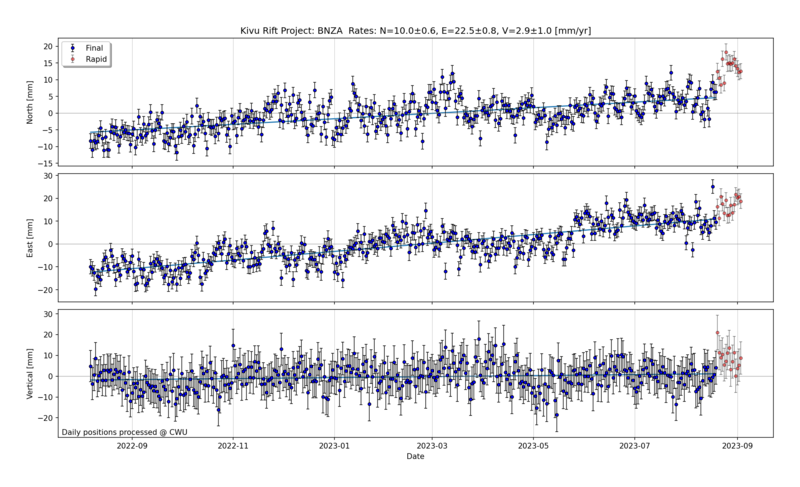 Kivu Rift Project: BNZA  Rates: N=10.0±0.6, E=22.5±0.8, V=2.9±1.0 [mm/yr]
Final
Rapid
North [mm]
20
15
10
5
0
−5
−10
−15
East [mm]
30
20
10
0
−10
−20
Vertical [mm]
30
20
10
0
−10
−20
Daily positions processed @ CWU
2022-09 2022-11 2023-01 2023-03 2023-05 2023-07 2023-09
Date